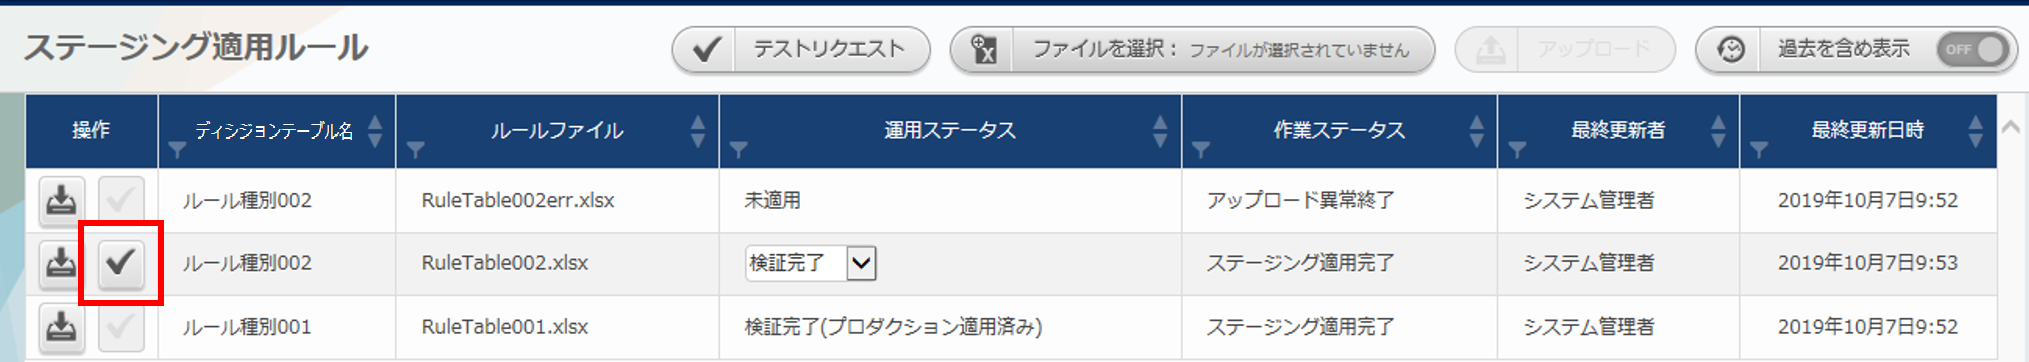 ステージング適用ルール
テストリクエスト
ファイルを選択： ファイルが選択されていません
アップロード
過去を含め表示 OFF
操作 ディシジョンテーブル名 ルールファイル 運用ステータス 作業ステータス 最終更新者 最終更新日時
ルール種別002 RuleTable002err.xlsx 未適用 アップロード異常終了 システム管理者 2019年10月7日9:52
ルール種別002 RuleTable002.xlsx 検証完了 ステージング適用完了 システム管理者 2019年10月7日9:53
ルール種別001 RuleTable001.xlsx 検証完了(プロダクション適用済み) ステージング適用完了 システム管理者 2019年10月7日9:52